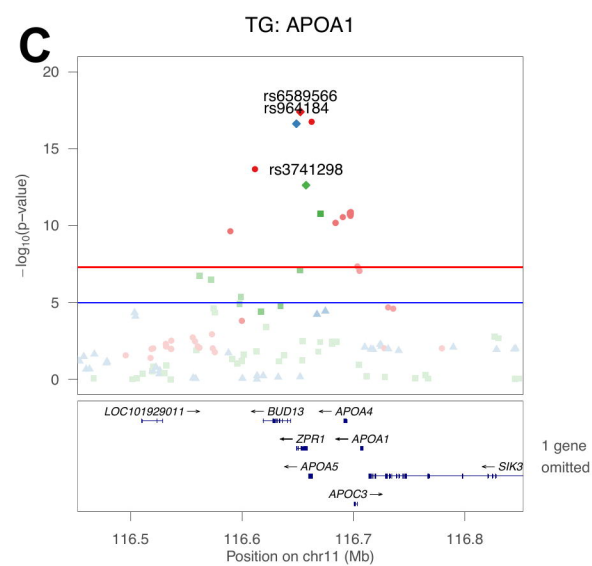 C
TG: APOA1
20
15
10
5
0
−log10(p−value)
rs6589566
rs964184
rs3741298
LOC101929011 → ← BUD13 ← APOA4
← ZPR1 ← APOA1
← APOA5 ← SIK3
APOC3 →
1 gene
omitted
116.5 116.6 116.7 116.8
Position on chr11 (Mb)